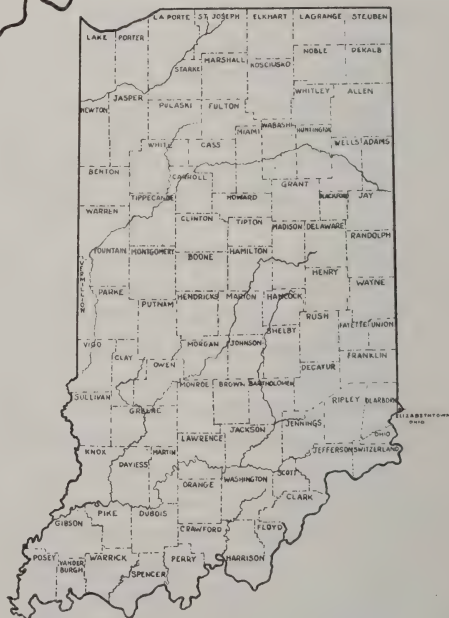 LA PORTE ST. JOSEPH ELKHART LAGRANGE STEUBEN
LAKE PORTER
NOBLE DEKALB
STARKE MARSHALL KOSCIUSKO
WHITLEY ALLEN
NEWTON JASPER PULASKI FULTON
MIAMI WABASH HUNTINGTON
WHITE CASS WELLS ADAMS
BENTON CARROLL
GRANT
TIPPECANOE HOWARD BLACKFORD JAY
WARREN
CLINTON TIPTON MADISON DELAWARE
RANDOLPH
FOUNTAIN MONTGOMERY BOONE HAMILTON
VERMILLION
HENRY
WAYNE
PARKE PUTNAM HENDRICKS MARION HANCOCK
RUSH FAYETTE UNION
SHELBY
VIGO CLAY MORGAN JOHNSON
FRANKLIN
OWEN DECATUR
SULLIVAN MONROE BROWN BARTHOLOMEW
RIPLEY DEARBORN
GREENE
ELIZABETHTOWN
OHIO
JACKSON JENNINGS OHIO
LAWRENCE
KNOX MARTIN JEFFERSON SWITZERLAND
DAVIESS SCOTT
ORANGE WASHINGTON
CLARK
PIKE DUBOIS
GIBSON CRAWFORD FLOYD
POSEY VANDER
BURGH WARRICK PERRY HARRISON
SPENCER